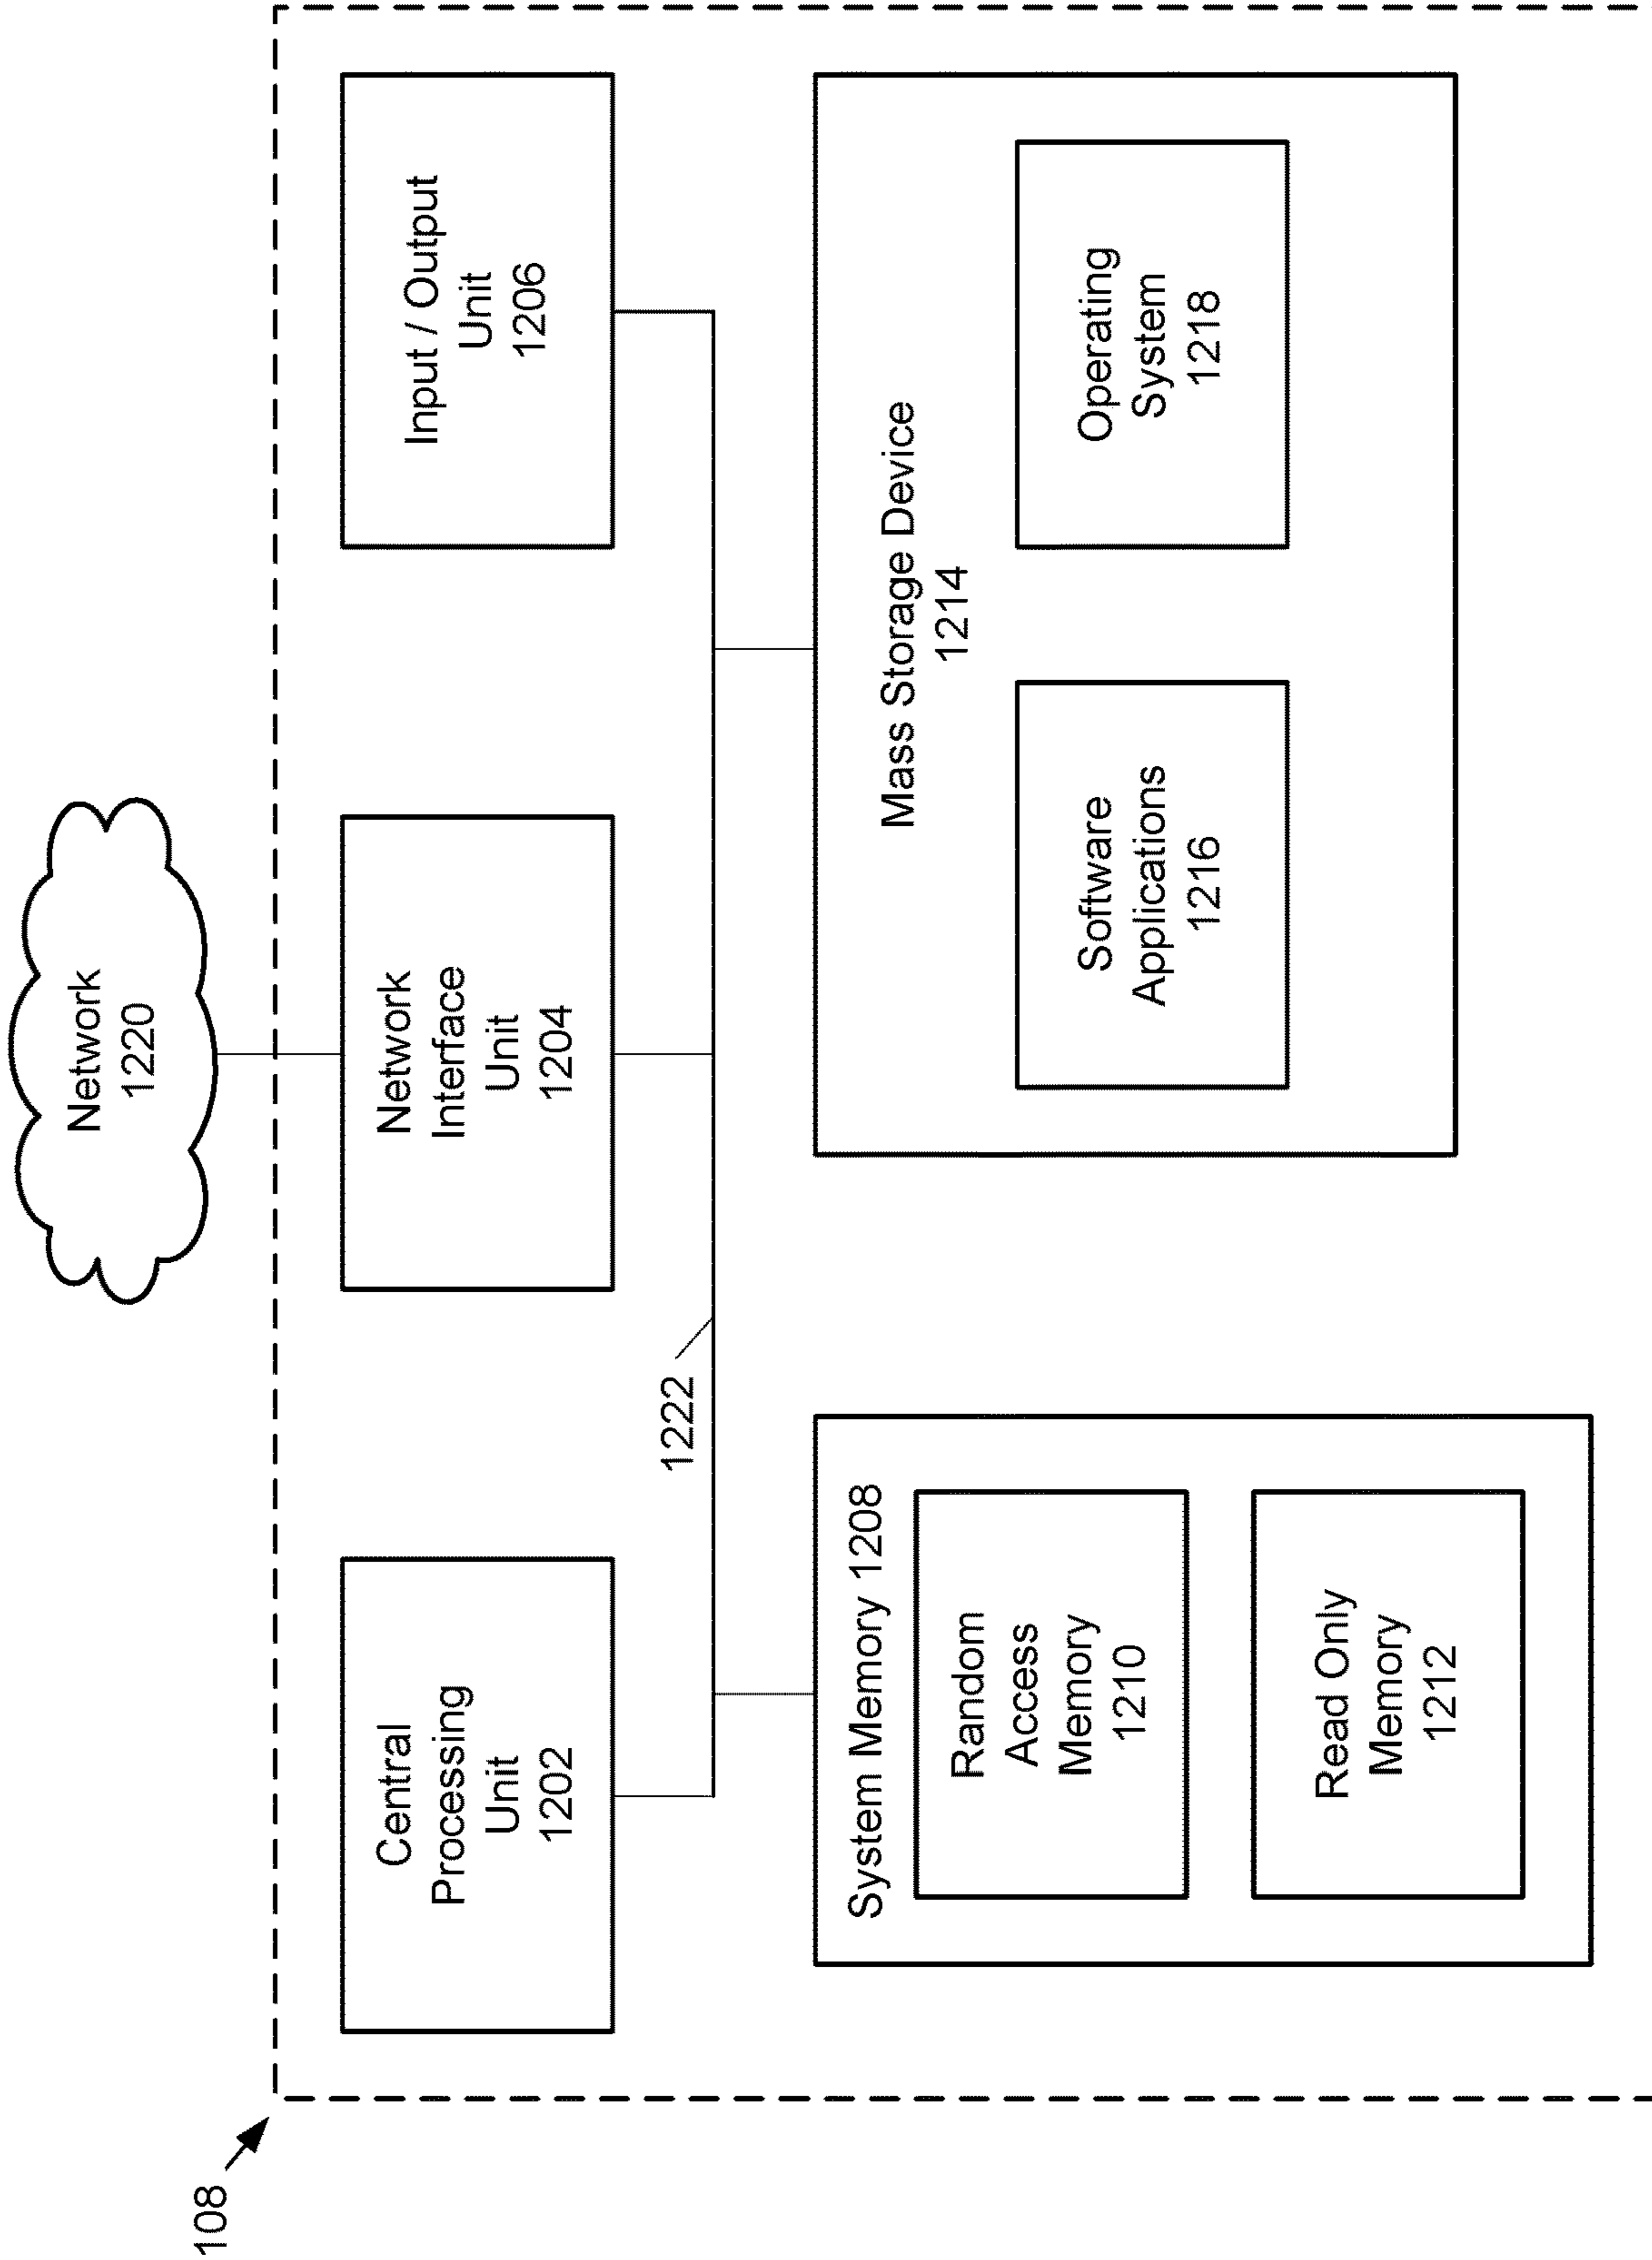 108
Network
1220
Central
Processing
Unit
1202
Network
Interface
Unit
1204
Input / Output
Unit
1206
1222
System Memory 1208
Random
Access
Memory
1210
Read Only
Memory
1212
Mass Storage Device
1214
Software
Applications
1216
Operating
System
1218